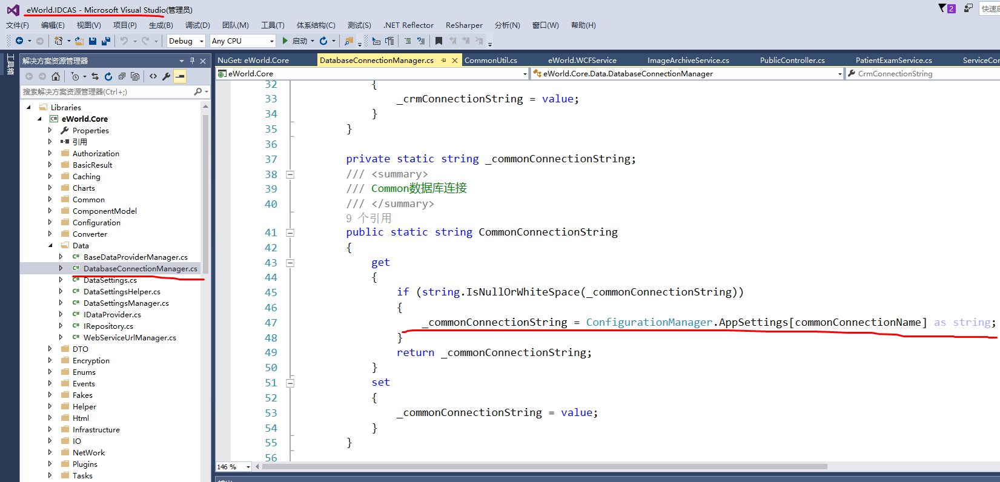 eWorld.IDCAS - Microsoft Visual Studio(管理员)
2
文件(F) 编辑(E) 视图(V) 项目(P) 生成(B) 调试(D) 团队(M) 工具(T) 体系结构(C) 测试(S) .NET Reflector ReSharper 分析(N) 窗口(W) 帮助(H)
Debug Any CPU 启动
工具箱
解决方案资源管理器
搜索解决方案资源管理器(Ctrl+;)
Libraries
C# eWorld.Core
Properties
引用
Authorization
BasicResult
Caching
Charts
Common
ComponentModel
Configuration
Converter
Data
C# BaseDataProviderManager.cs
C# DatabaseConnectionManager.cs
C# DataSettings.cs
C# DataSettingsHelper.cs
C# DataSettingsManager.cs
C# IDataProvider.cs
C# IRepository.cs
C# WebServiceUrlManager.cs
DTO
Encryption
Enums
Events
Fakes
Helper
Html
Infrastructure
IO
NetWork
Plugins
Tasks
NuGet: eWorld.Core DatabaseConnectionManager.cs CommonUtil.cs eWorld.WCFService ImageArchiveService.cs PublicController.cs PatientExamService.cs
eWorld.Core eWorld.Core.Data.DatabaseConnectionManager CrmConnectionString
32 {
33 _crmConnectionString = value;
34 }
35 }
36
37 private static string _commonConnectionString;
38 /// <summary>
39 /// Common数据库连接
40 /// </summary>
9 个引用
41 public static string CommonConnectionString
42 {
43 get
44 {
45 if (string.IsNullOrWhiteSpace(_commonConnectionString))
46 {
47 _commonConnectionString = ConfigurationManager.AppSettings[commonConnectionName] as string;
48 }
49 return _commonConnectionString;
50 }
51 set
52 {
53 _commonConnectionString = value;
54 }
55 }
56
146 %